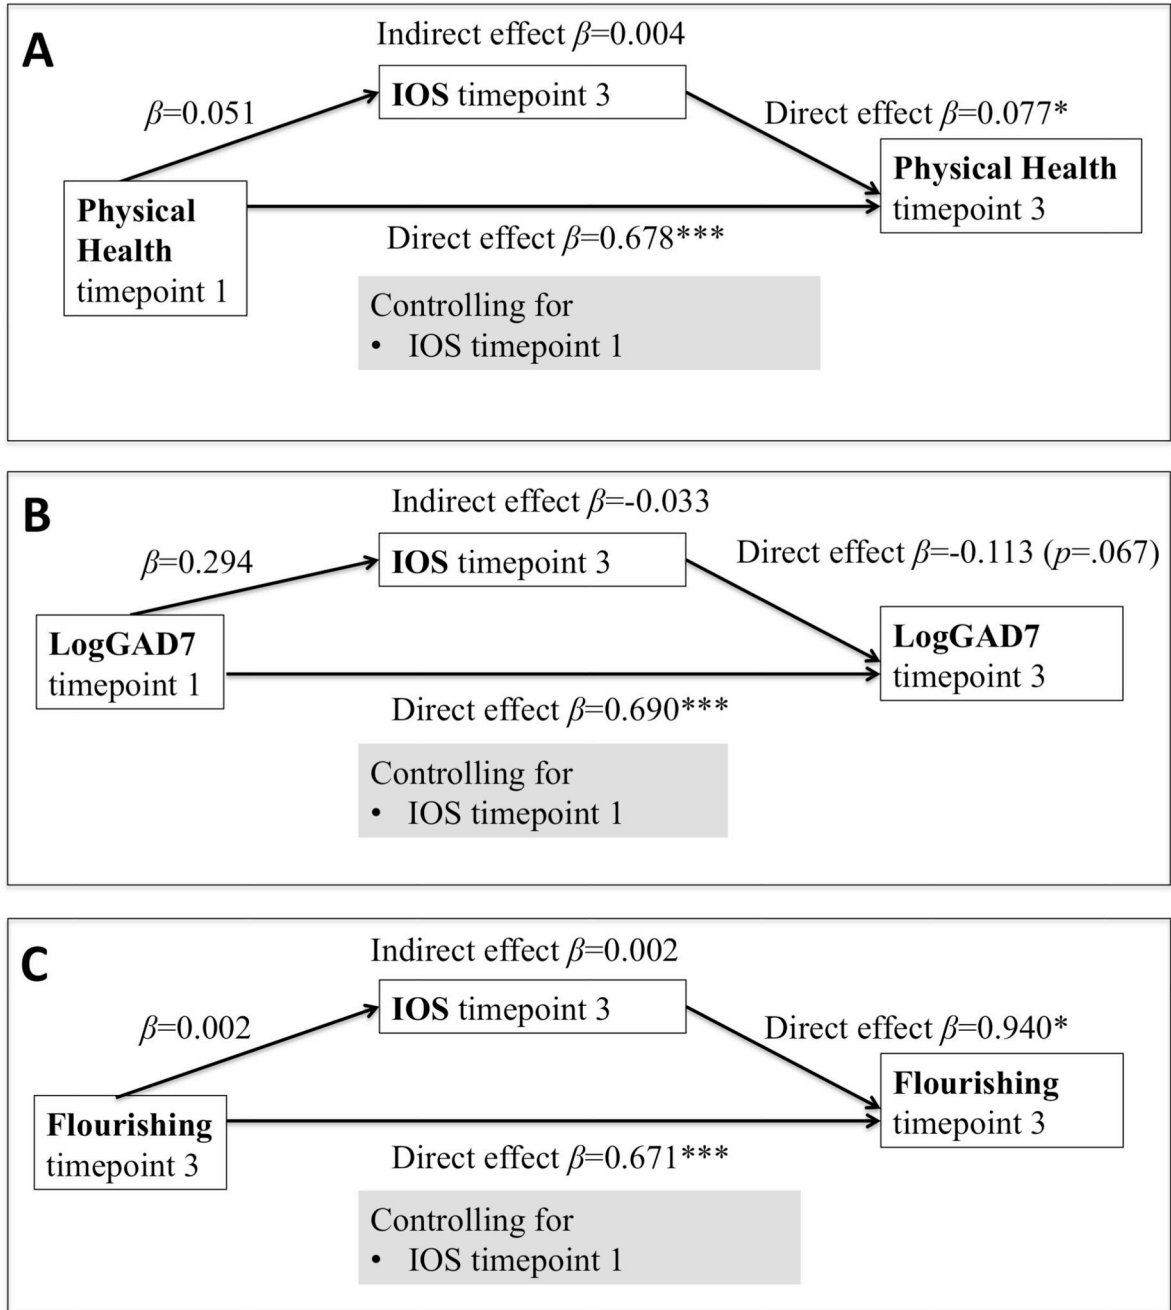 A
Indirect effect β=0.004
IOS timepoint 3
β=0.051
Direct effect β=0.077*
Physical
Health
timepoint 1
Physical Health
timepoint 3
Direct effect β=0.678***
Controlling for
• IOS timepoint 1
B
Indirect effect β=-0.033
IOS timepoint 3
β=0.294
Direct effect β=-0.113 (p=.067)
LogGAD7
timepoint 1
LogGAD7
timepoint 3
Direct effect β=0.690***
Controlling for
• IOS timepoint 1
C
Indirect effect β=0.002
IOS timepoint 3
β=0.002
Direct effect β=0.940*
Flourishing
timepoint 3
Flourishing
timepoint 3
Direct effect β=0.671***
Controlling for
• IOS timepoint 1